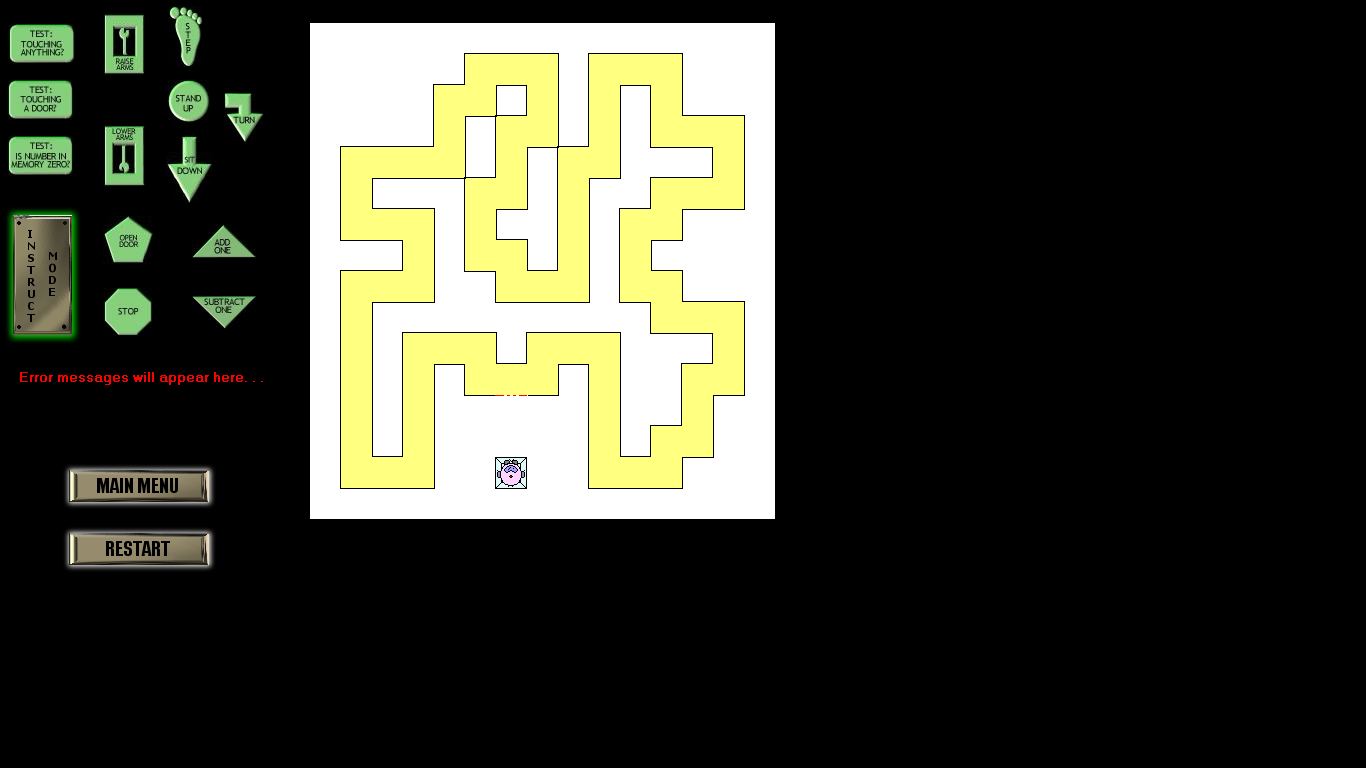 TEST:
TOUCHING
ANYTHING?
RAISE
ARMS
STEP
TEST:
TOUCHING
A DOOR?
STAND
UP
TURN
TEST:
IS NUMBER IN
MEMORY ZERO?
LOWER
ARMS
SIT
DOWN
INSTRUCT
MODE
OPEN
DOOR
ADD
ONE
STOP
SUBTRACT
ONE
Error messages will appear here. . .
MAIN MENU
RESTART